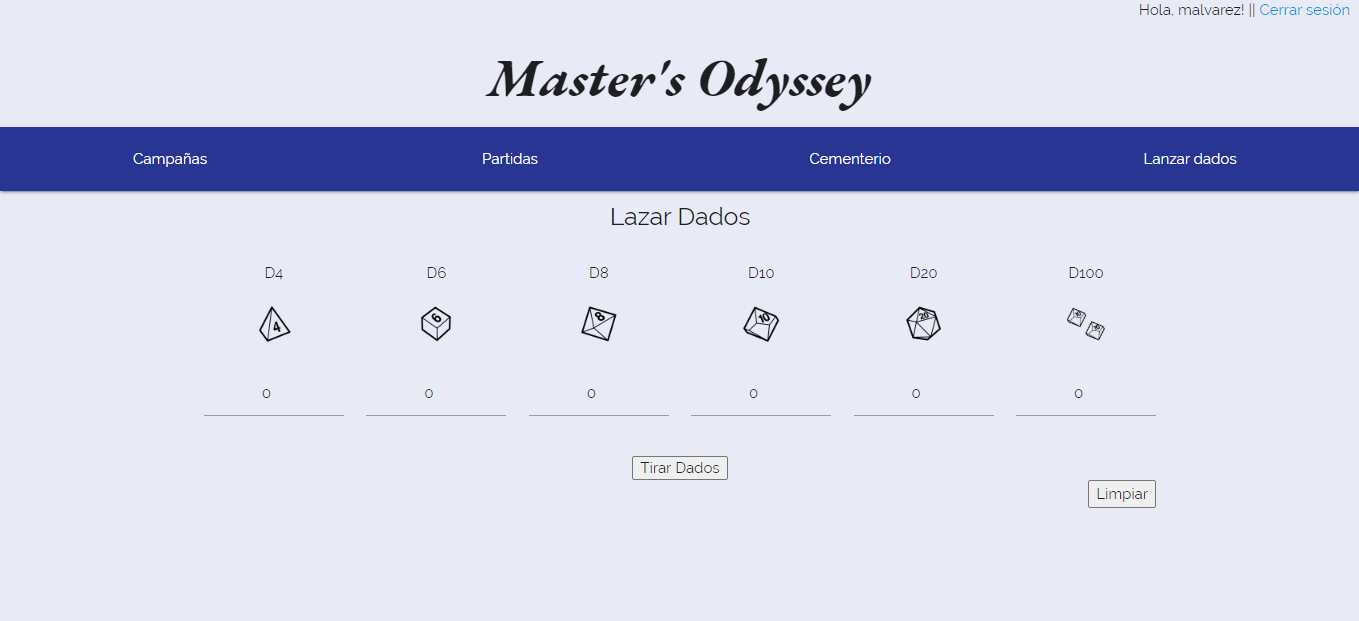 Hola, malvarez! || Cerrar sesión
Master's Odyssey
Campañas Partidas Cementerio Lanzar dados
Lazar Dados
D4 D6 D8 D10 D20 D100
4 6 8 10 20
0 0 0 0 0 0
Tirar Dados
Limpiar